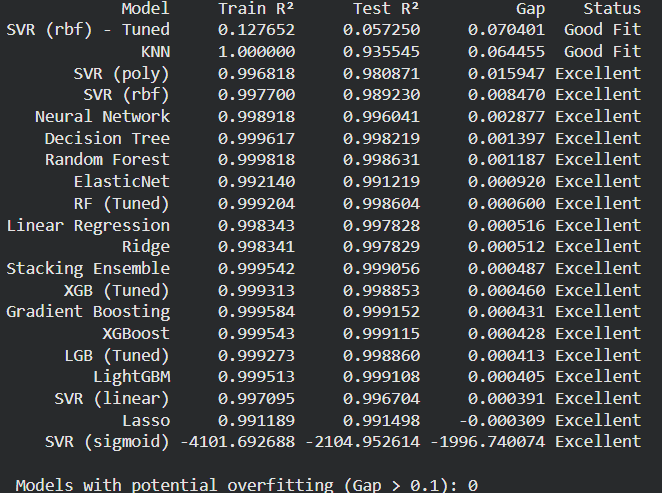 Model Train R² Test R² Gap Status
SVR (rbf) - Tuned 0.127652 0.057250 0.070401 Good Fit
KNN 1.000000 0.935545 0.064455 Good Fit
SVR (poly) 0.996818 0.980871 0.015947 Excellent
SVR (rbf) 0.997700 0.989230 0.008470 Excellent
Neural Network 0.998918 0.996041 0.002877 Excellent
Decision Tree 0.999617 0.998219 0.001397 Excellent
Random Forest 0.999818 0.998631 0.001187 Excellent
ElasticNet 0.992140 0.991219 0.000920 Excellent
RF (Tuned) 0.999204 0.998604 0.000600 Excellent
Linear Regression 0.998343 0.997828 0.000516 Excellent
Ridge 0.998341 0.997829 0.000512 Excellent
Stacking Ensemble 0.999542 0.999056 0.000487 Excellent
XGB (Tuned) 0.999313 0.998853 0.000460 Excellent
Gradient Boosting 0.999584 0.999152 0.000431 Excellent
XGBoost 0.999543 0.999115 0.000428 Excellent
LGB (Tuned) 0.999273 0.998860 0.000413 Excellent
LightGBM 0.999513 0.999108 0.000405 Excellent
SVR (linear) 0.997095 0.996704 0.000391 Excellent
Lasso 0.991189 0.991498 -0.000309 Excellent
SVR (sigmoid) -4101.692688 -2104.952614 -1996.740074 Excellent
Models with potential overfitting (Gap > 0.1): 0